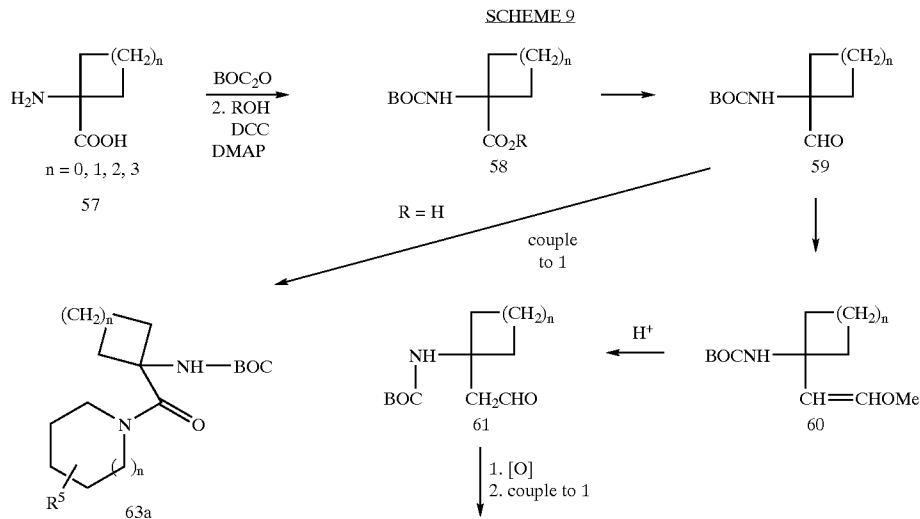 SCHEME 9
(CH₂)ₙ
H₂N
COOH
n = 0, 1, 2, 3
57
BOC₂O
2. ROH
DCC
DMAP
(CH₂)ₙ
BOCNH
CO₂R
58
(CH₂)ₙ
BOCNH
CHO
59
R = H
couple
to 1
(CH₂)ₙ
NH BOC
N
O
( )ₙ
R⁵
63a
(CH₂)ₙ
NH
BOC
CH₂CHO
61
H⁺
(CH₂)ₙ
BOCNH
CH CHOMe
60
1. [O]
2. couple to 1